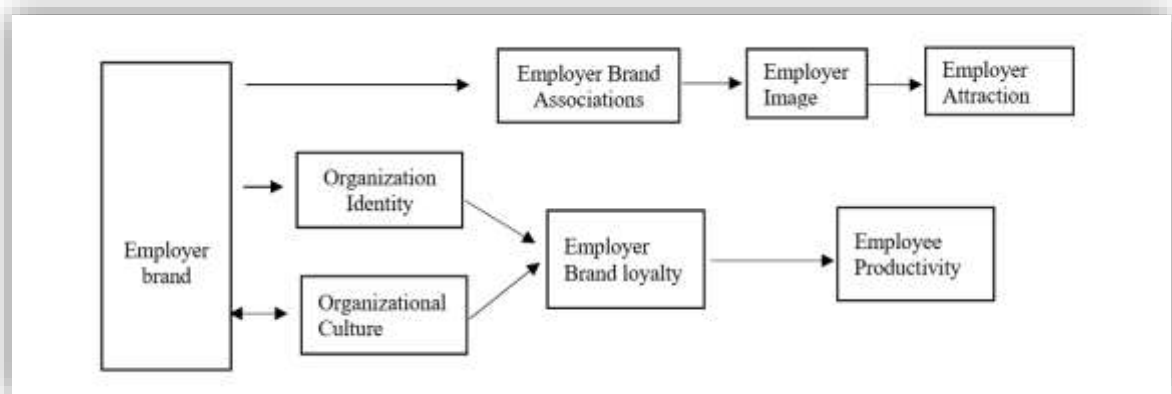 Employer
brand
Employer Brand
Associations
Employer
Image
Employer
Attraction
Organization
Identity
Organizational
Culture
Employer
Brand loyalty
Employee
Productivity